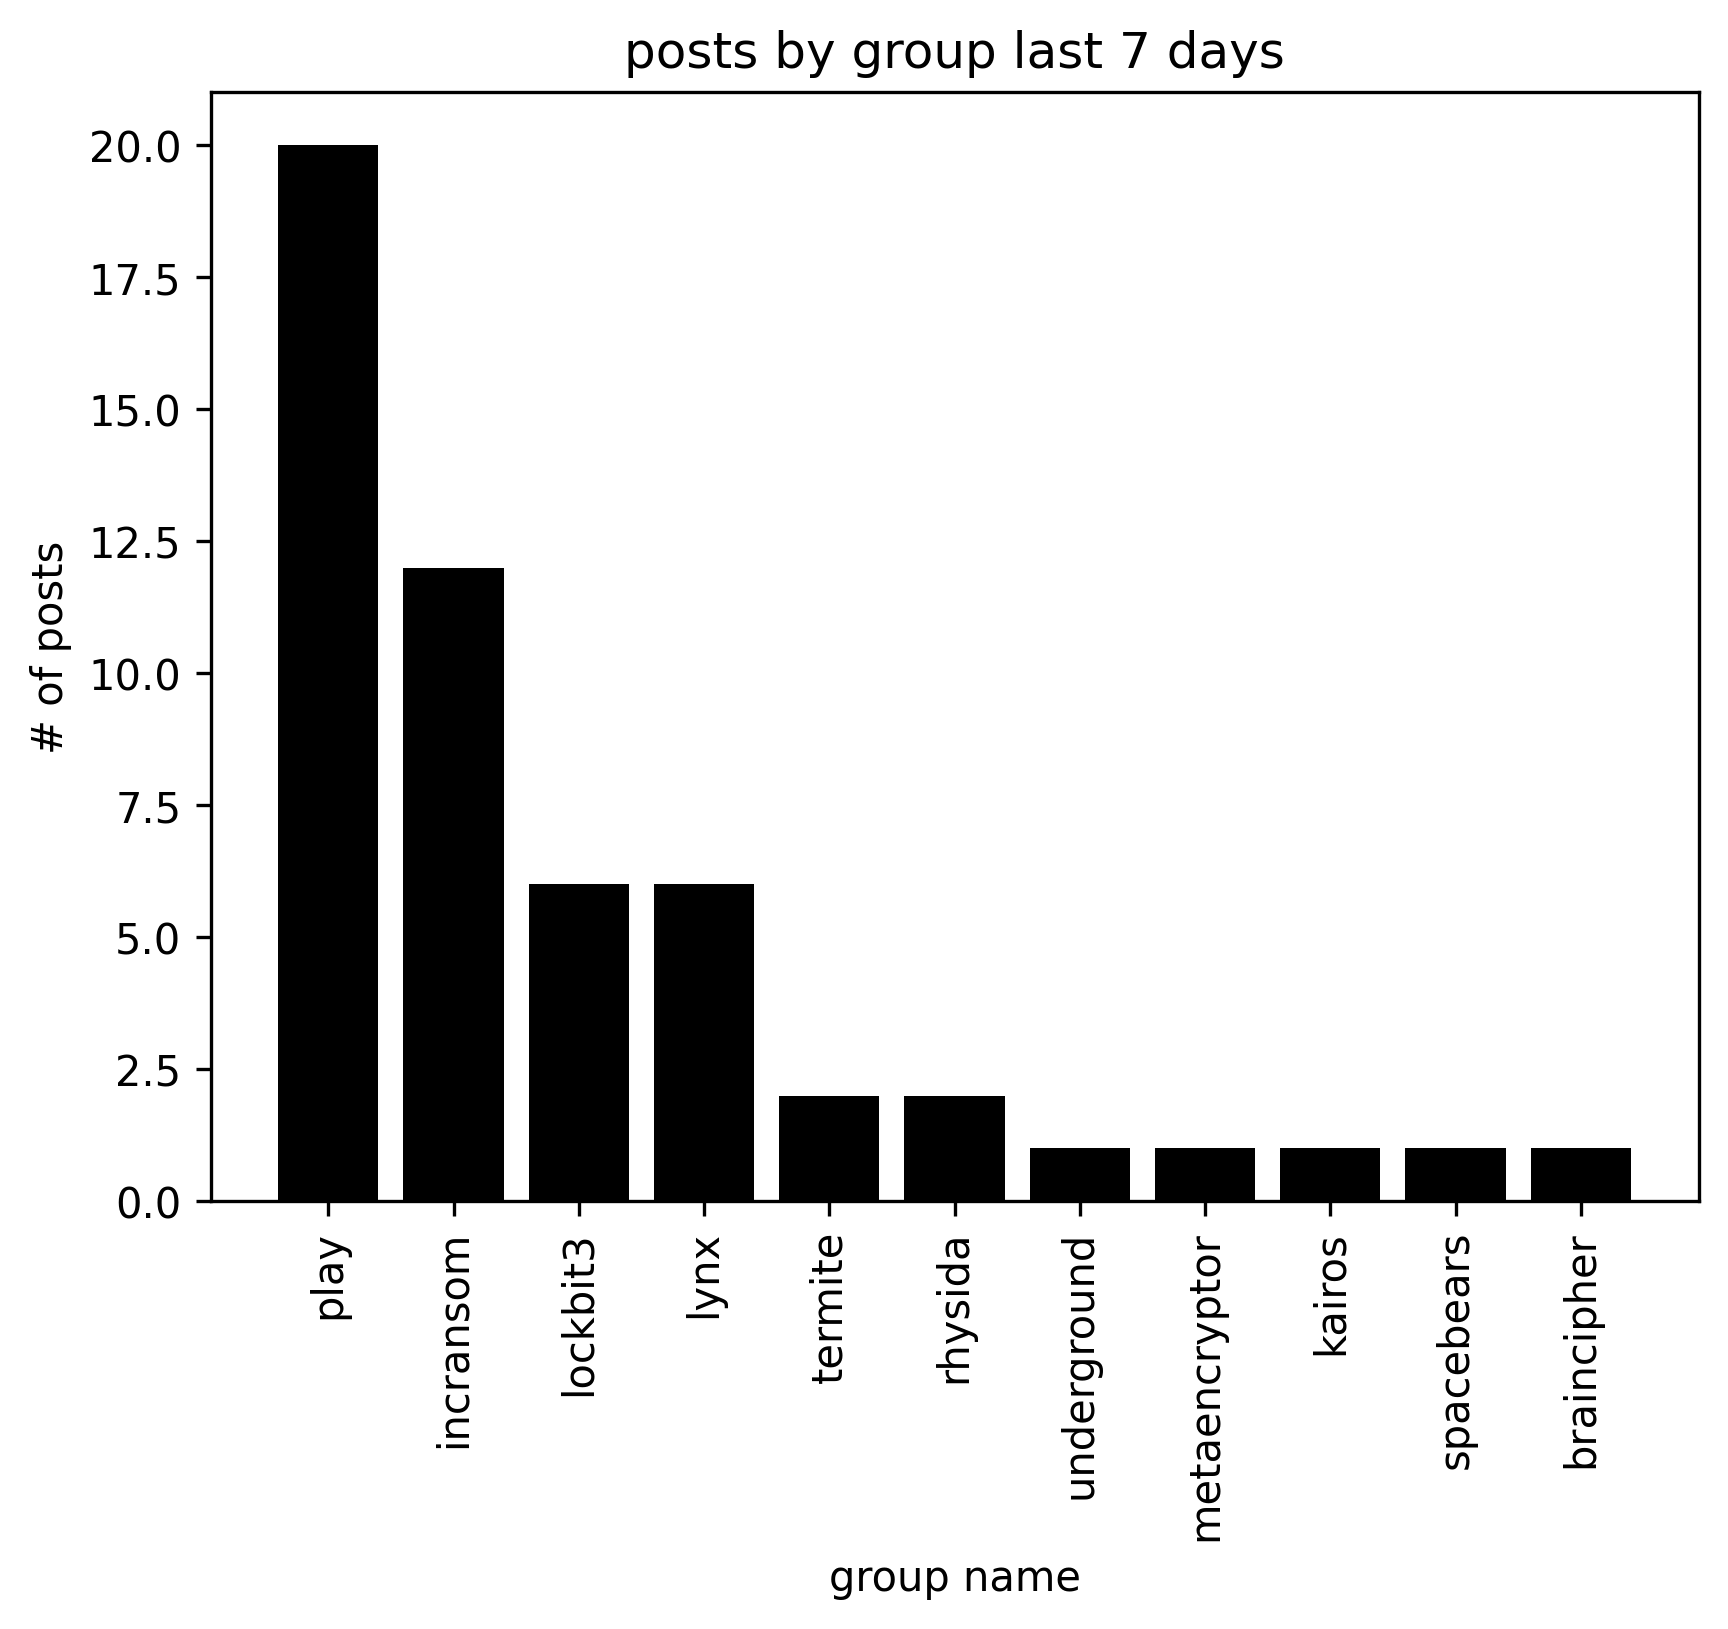 posts by group last 7 days
# of posts
20.0
17.5
15.0
12.5
10.0
7.5
5.0
2.5
0.0
play
incransom
lockbit3
lynx
termite
rhysida
underground
metaencryptor
kairos
spacebears
braincipher
group name